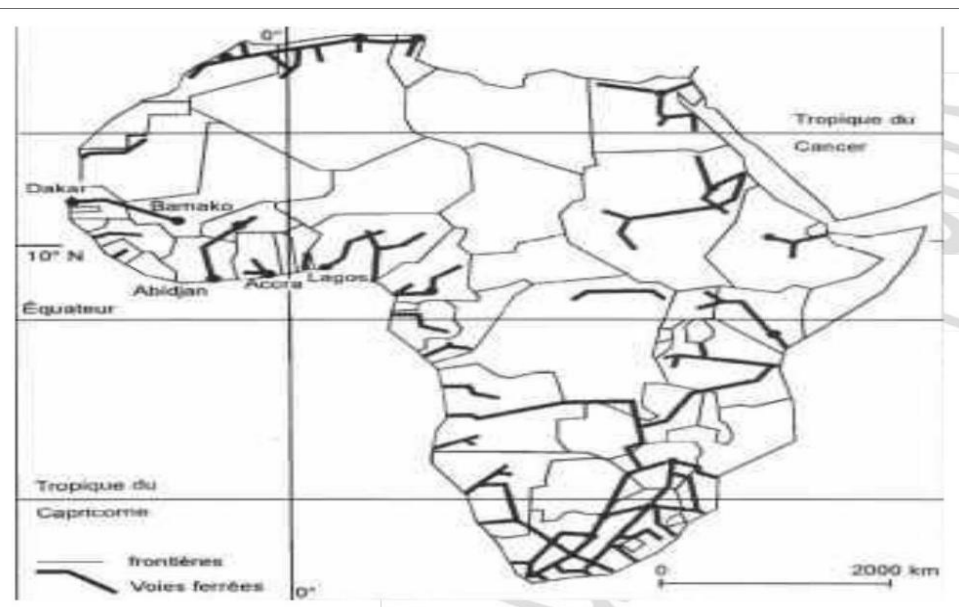 0°
Tropique du
Cancer
Dakar
Bamako
10° N
Abidjan
Accra
Lagos
Équateur
Tropique du
Capricorne
frontières
Voies ferrées
0°
0
2000 km